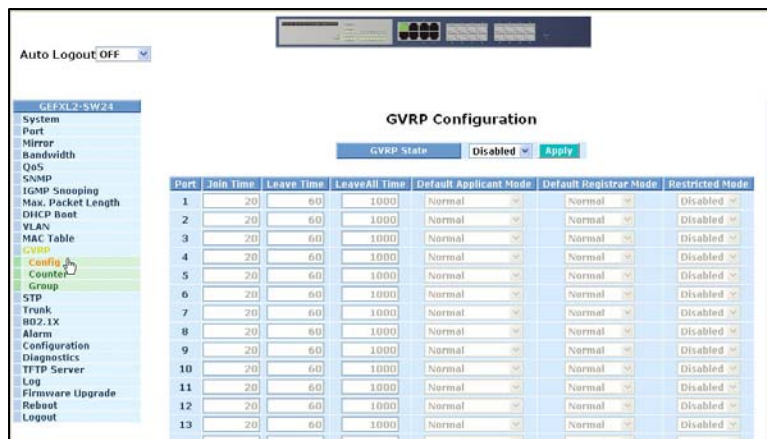 Auto Logout OFF
GEFXL2-SW24
System
Port
Mirror
Bandwidth
QoS
SNMP
IGMP Snooping
Max. Packet Length
DHCP Boot
VLAN
MAC Table
GVRP
Config
Counter
Group
STP
Trunk
802.1X
Alarm
Configuration
Diagnostics
TFTP Server
Log
Firmware Upgrade
Reboot
Logout
GVRP Configuration
GVRP State Disabled Apply
Port Join Time Leave Time LeaveAll Time Default Applicant Mode Default Registrar Mode Restricted Mode
1 20 60 1000 Normal Normal Disabled
2 20 60 1000 Normal Normal Disabled
3 20 60 1000 Normal Normal Disabled
4 20 60 1000 Normal Normal Disabled
5 20 60 1000 Normal Normal Disabled
6 20 60 1000 Normal Normal Disabled
7 20 60 1000 Normal Normal Disabled
8 20 60 1000 Normal Normal Disabled
9 20 60 1000 Normal Normal Disabled
10 20 60 1000 Normal Normal Disabled
11 20 60 1000 Normal Normal Disabled
12 20 60 1000 Normal Normal Disabled
13 20 60 1000 Normal Normal Disabled